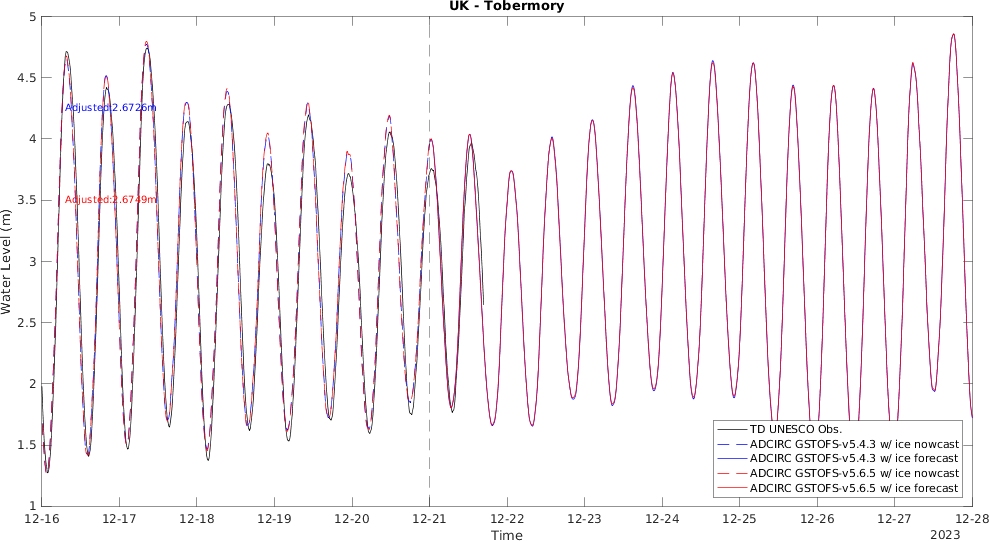 UK - Tobermory
5
4.5
4
3.5
3
2.5
2
1.5
1
Water Level (m)
Adjusted:2.6726m
Adjusted:2.6749m
TD UNESCO Obs.
ADCIRC GSTOFS-v5.4.3 w/ ice nowcast
ADCIRC GSTOFS-v5.4.3 w/ ice forecast
ADCIRC GSTOFS-v5.6.5 w/ ice nowcast
ADCIRC GSTOFS-v5.6.5 w/ ice forecast
12-16 12-17 12-18 12-19 12-20 12-21 12-22 12-23 12-24 12-25 12-26 12-27 12-28
Time
2023